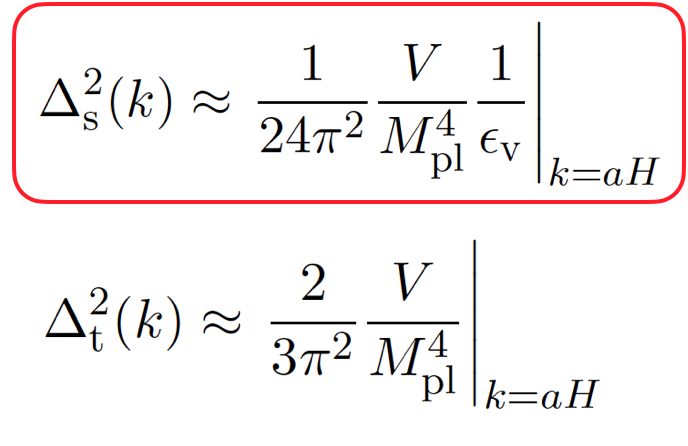 Δ_s^2(k) ≈ \frac{1}{24π^2} \frac{V}{M_{pl}^4} \frac{1}{ϵ_v} |_{k=aH}
Δ_t^2(k) ≈ \frac{2}{3π^2} \frac{V}{M_{pl}^4} |_{k=aH}